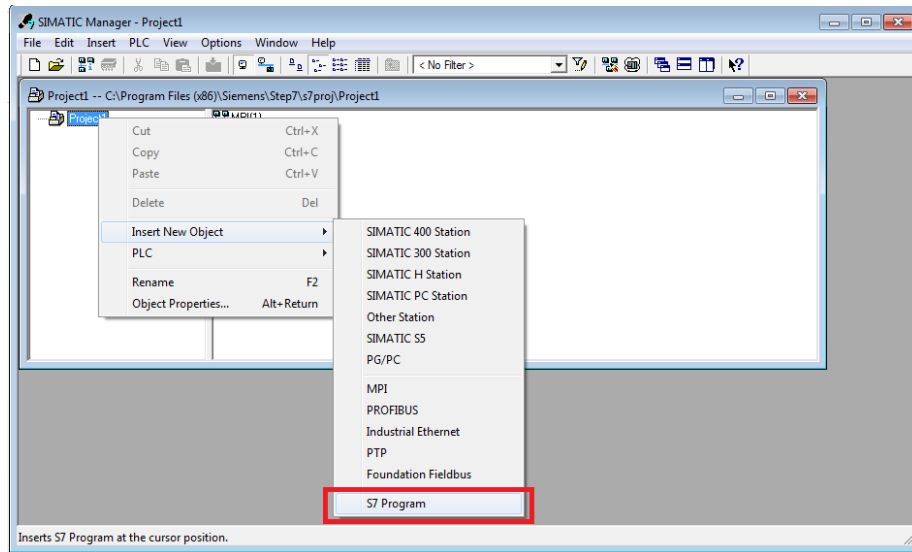 SIMATIC Manager - Project1
File Edit Insert PLC View Options Window Help
< No Filter >
Project1 -- C:\Program Files (x86)\Siemens\Step7\s7proj\Project1
Project1
MPI(1)
Cut Ctrl+X
Copy Ctrl+C
Paste Ctrl+V
Delete Del
Insert New Object
PLC
Rename F2
Object Properties... Alt+Return
SIMATIC 400 Station
SIMATIC 300 Station
SIMATIC H Station
SIMATIC PC Station
Other Station
SIMATIC S5
PG/PC
MPI
PROFIBUS
Industrial Ethernet
PTP
Foundation Fieldbus
S7 Program
Inserts S7 Program at the cursor position.